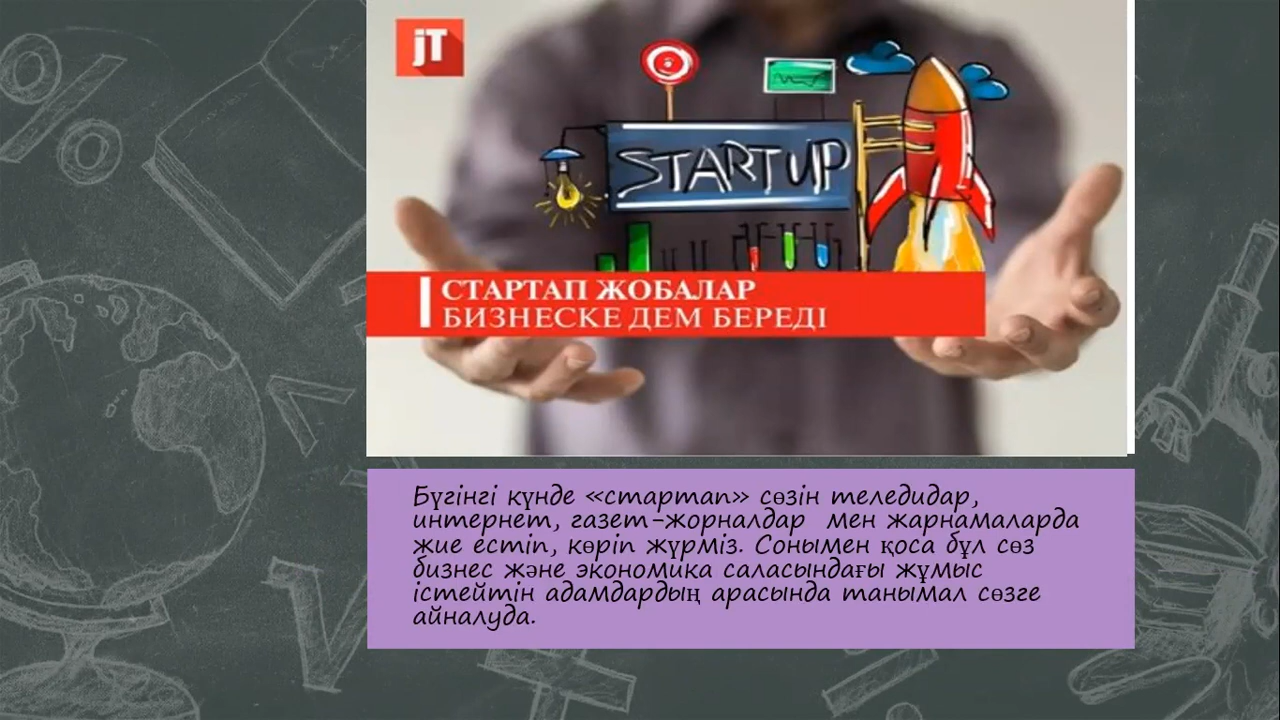 jT
STARTUP
СТАРТАП ЖОБАЛАР
БИЗНЕСКЕ ДЕМ БЕРЕДІ
Бүгінгі күнде «стартап» сөзін теледидар,
интернет, газет-жорналдар мен жарнамаларда
жие естіп, көріп жүрміз. Сонымен қоса бұл сөз
бизнес және экономика саласындағы жұмыс
істейтін адамдардың арасында танымал сөзге
айналуда.